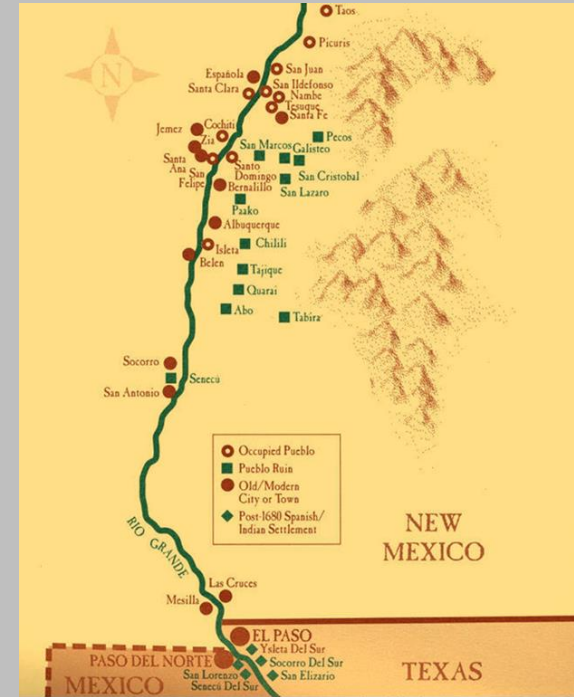 Taos
Picuris
N
San Juan
Española
San Ildefonso
Santa Clara
Nambe
Tesuque
Santa Fe
Jemez
Cochiti
Pecos
Zia
San Marcos
Galisteo
Santa
Ana
San
Felipe
Santo
Domingo
San Cristobal
Bernalillo
San Lazaro
Paako
Albuquerque
Isleta
Chilili
Belen
Tajique
Quarai
Abo
Tabira
Socorro
Senecú
San Antonio
Occupied Pueblo
Pueblo Ruin
Old/Modern
City or Town
Post-1680 Spanish/
Indian Settlement
NEW
MEXICO
RIO GRANDE
Las Cruces
Mesilla
EL PASO
Ysleta Del Sur
PASO DEL NORTE
Socorro Del Sur
San Lorenzo
San Elizario
Senecú Del Sur
MEXICO
TEXAS